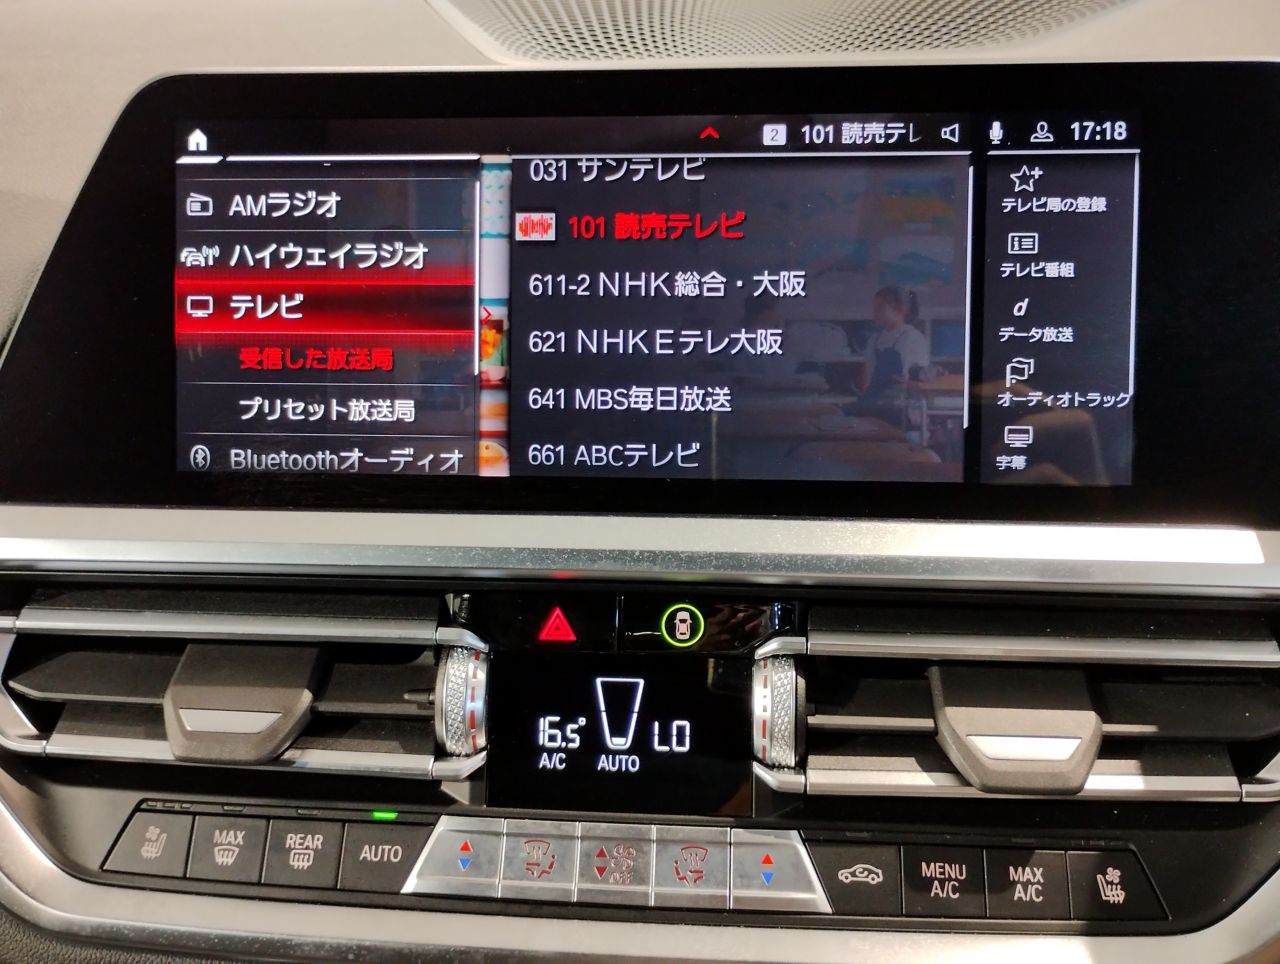 2 101 読売テレ 17:18
AMラジオ
ハイウェイラジオ
テレビ
受信した放送局
プリセット放送局
Bluetoothオーディオ
031 サンテレビ
101 読売テレビ
611-2 NHK総合・大阪
621 NHKEテレ大阪
641 MBS毎日放送
661 ABCテレビ
テレビ局の登録
テレビ番組
d
データ放送
オーディオトラック
字幕
16.5° LO
A/C AUTO
MAX
REAR
AUTO
OFF
MENU
A/C
MAX
A/C